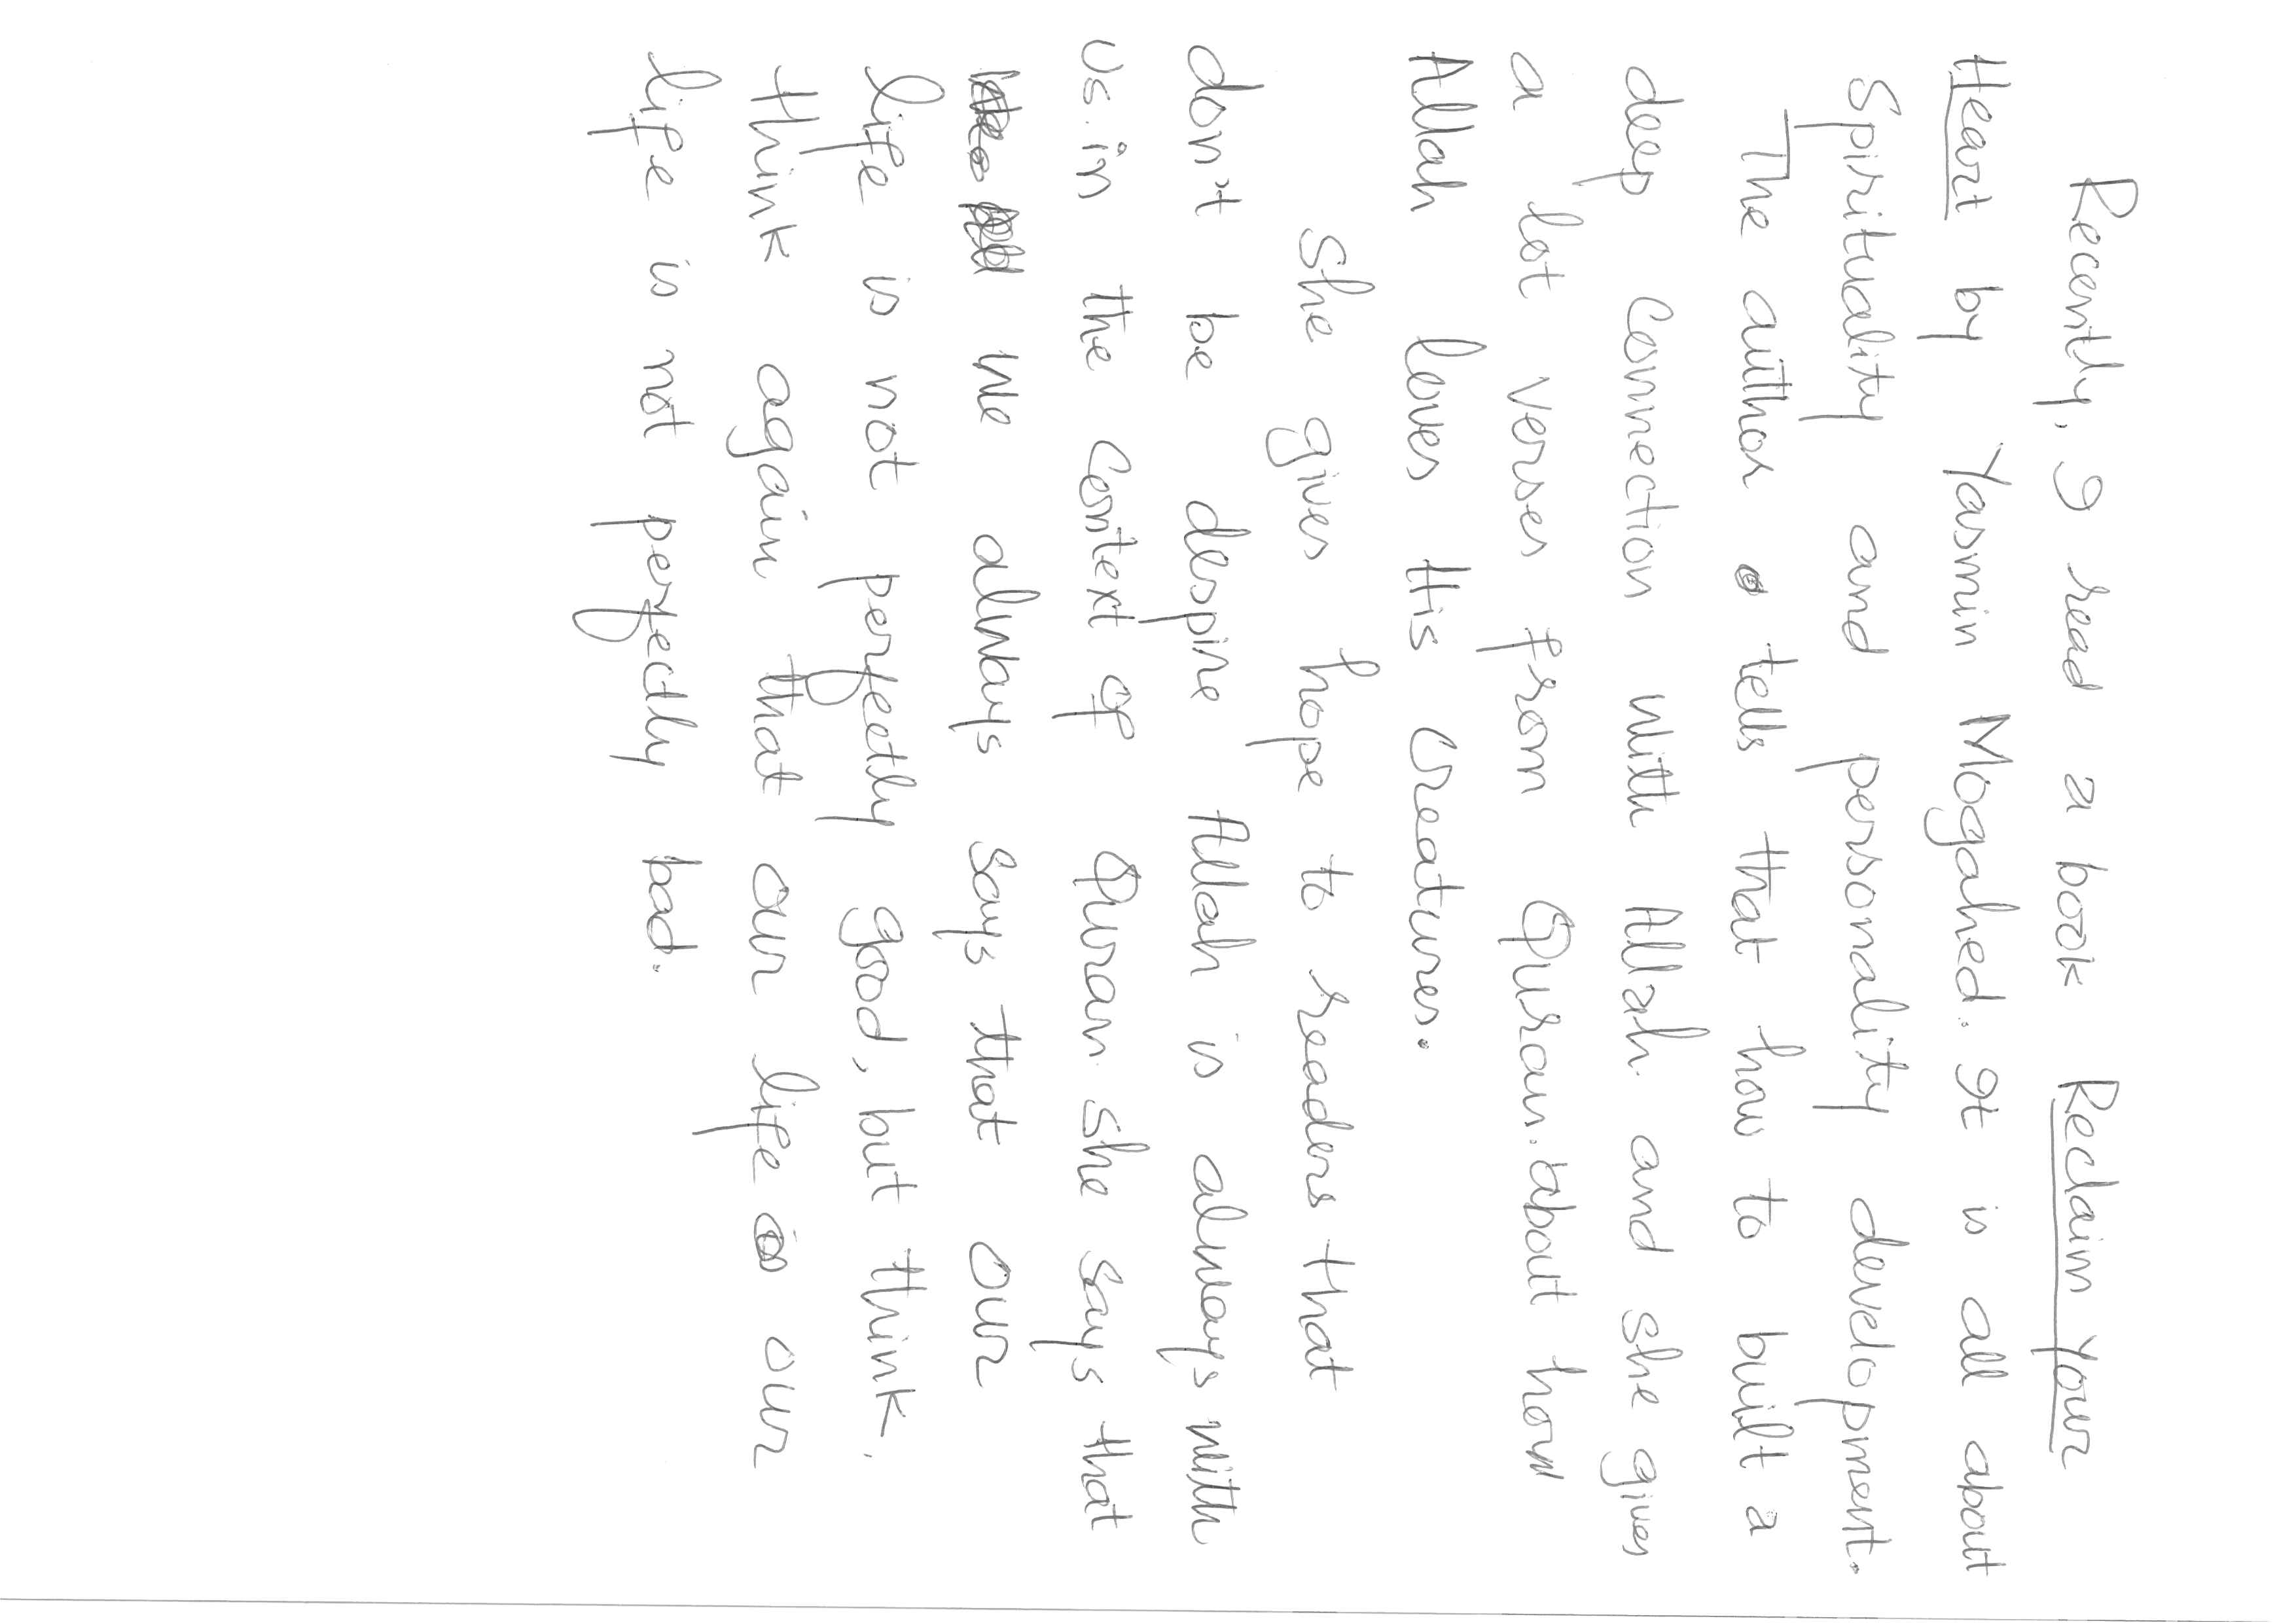 Recently, I read a book Reclaim your
Heart by Yasmin Mogahed. It is all about
Spirituality and personality development.
The author tells that how to built a
deep connection with Allah. and she gives
a lot verses from Quran. about how
Allah loves His creatures.
She gives hope to readers that
don't be despire Allah is always with
us. in the context of Quran she says that
we always says that our
life is not perfectly good, but think,
think again that our life our
life is not perfectly bad.